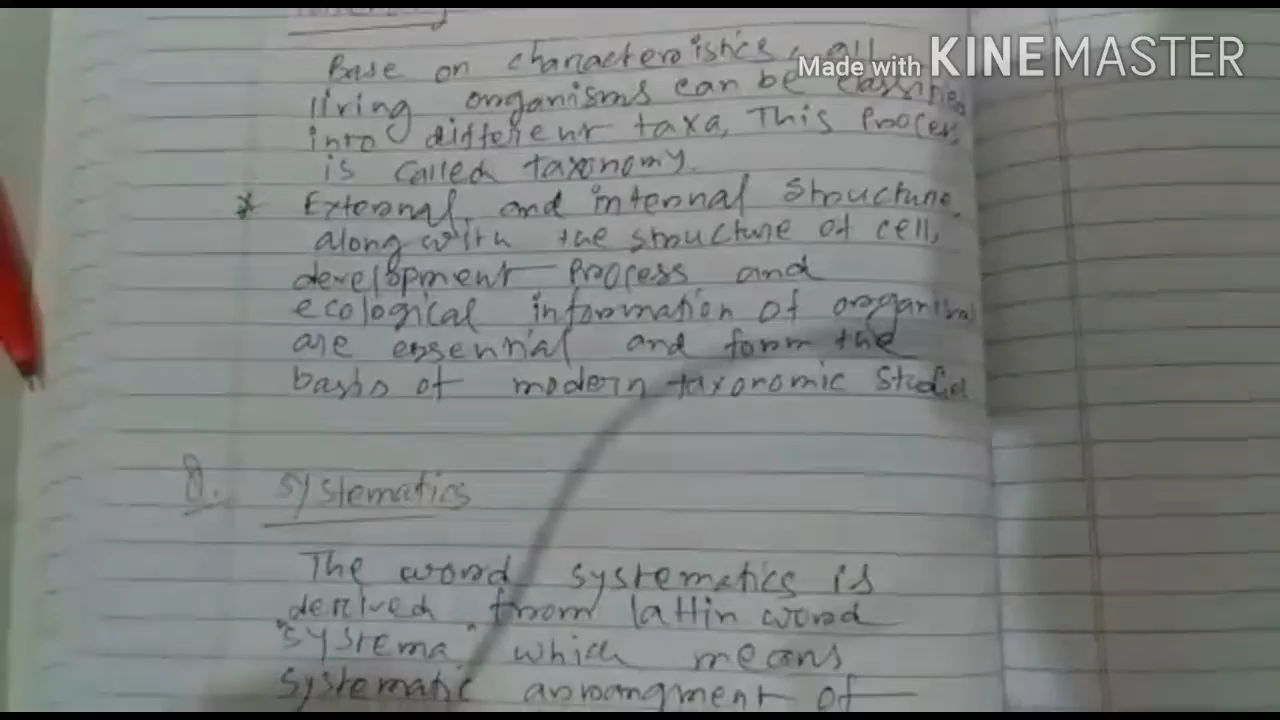 Base on characteristics, all
living organisms can be classified
into different taxa, This process
is called taxonomy.
* External, and internal structure,
along with the structure of cell,
development process and
ecological information of organism
are essential and form the
basis of modern taxonomic studies
Q. Systematics
The word systematics is
derived from lattin word
"systema" which means
systematic arrangment of
Made with KINEMASTER